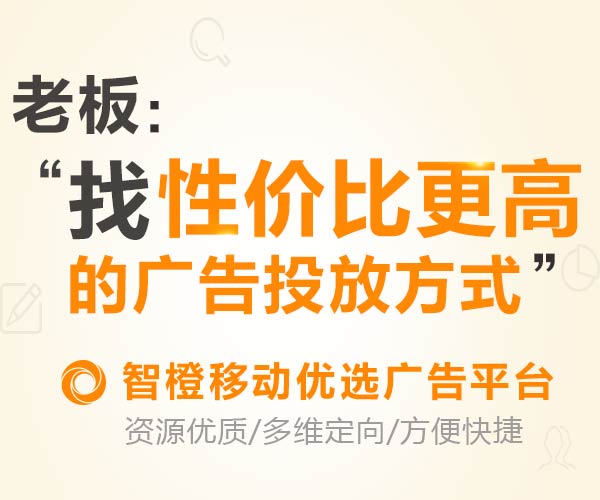 老板：
“找性价比更高
的广告投放方式”
智橙移动优选广告平台
资源优质/多维定向/方便快捷